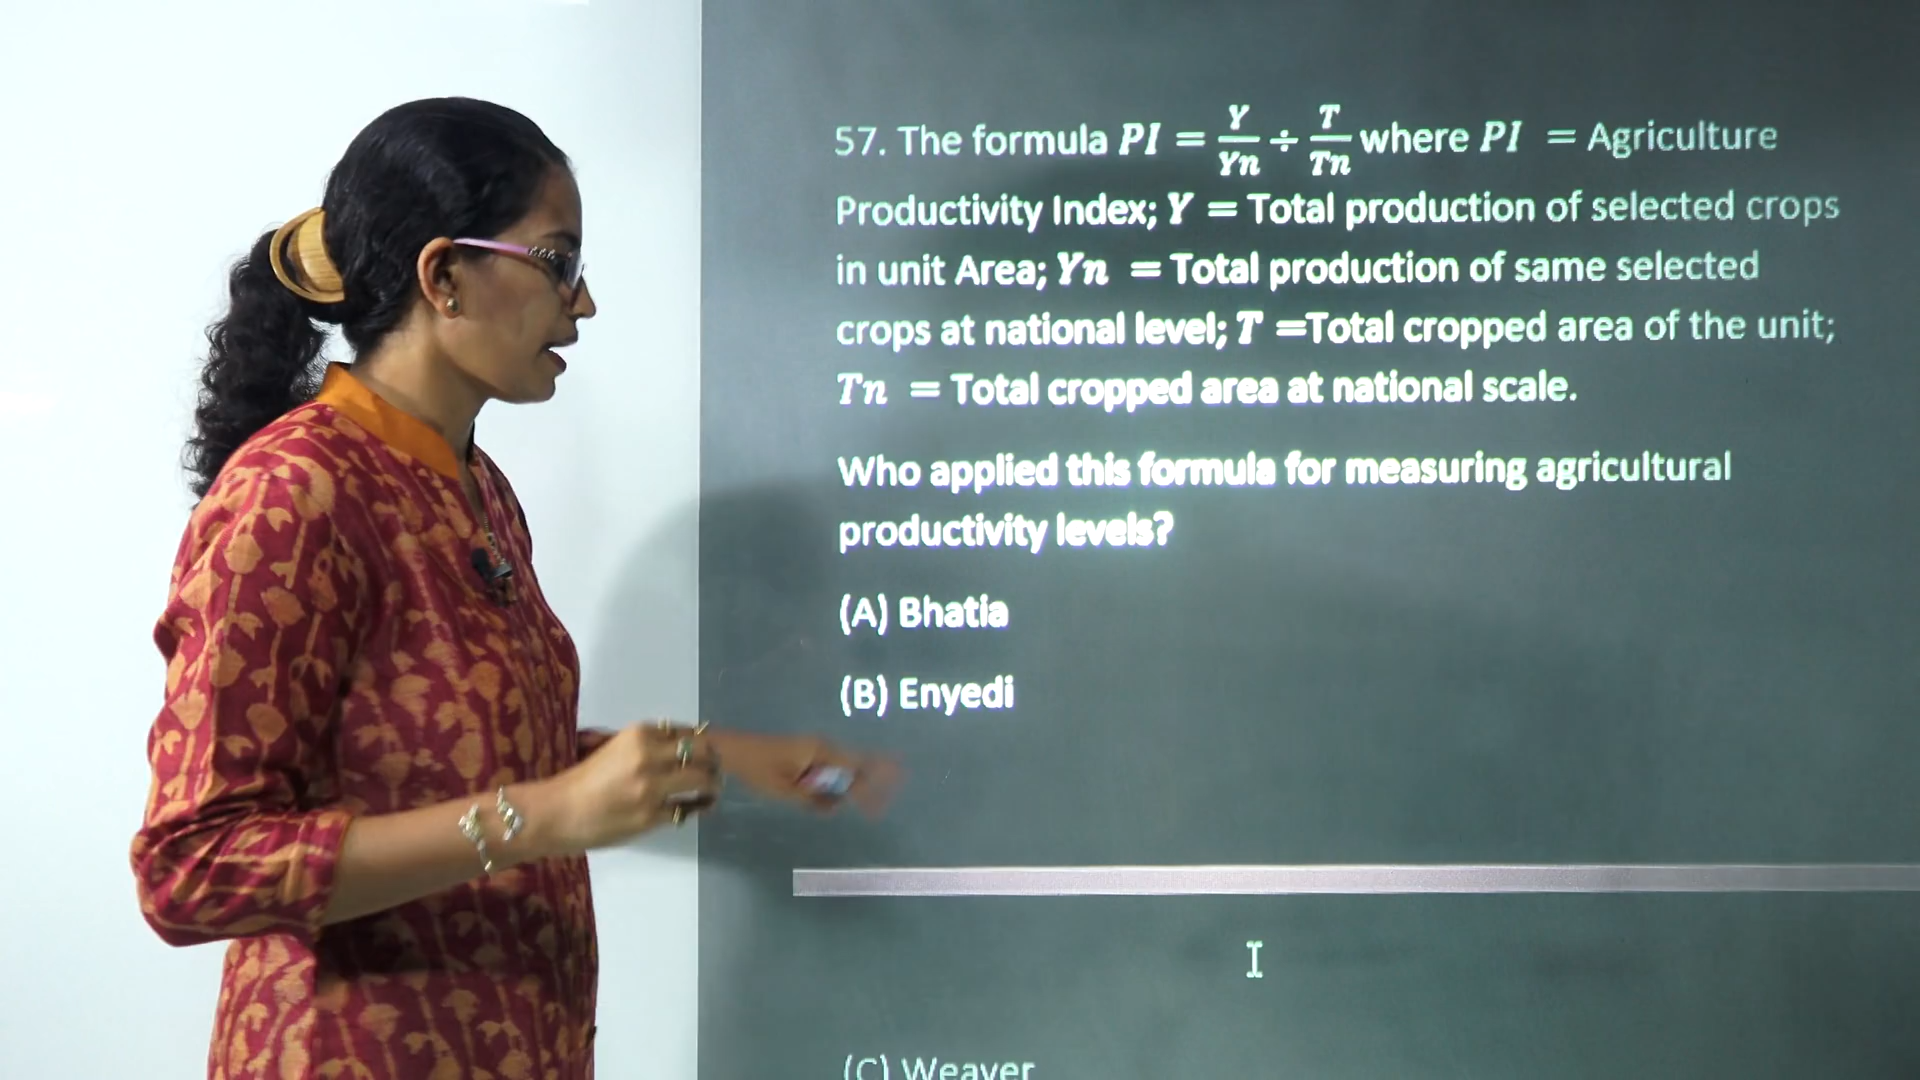 57. The formula PI = Y/Yn ÷ T/Tn where PI = Agriculture
Productivity Index; Y = Total production of selected crops
in unit Area; Yn = Total production of same selected
crops at national level; T =Total cropped area of the unit;
Tn = Total cropped area at national scale.
Who applied this formula for measuring agricultural
productivity levels?
(A) Bhatia
(B) Enyedi
(C) Weaver